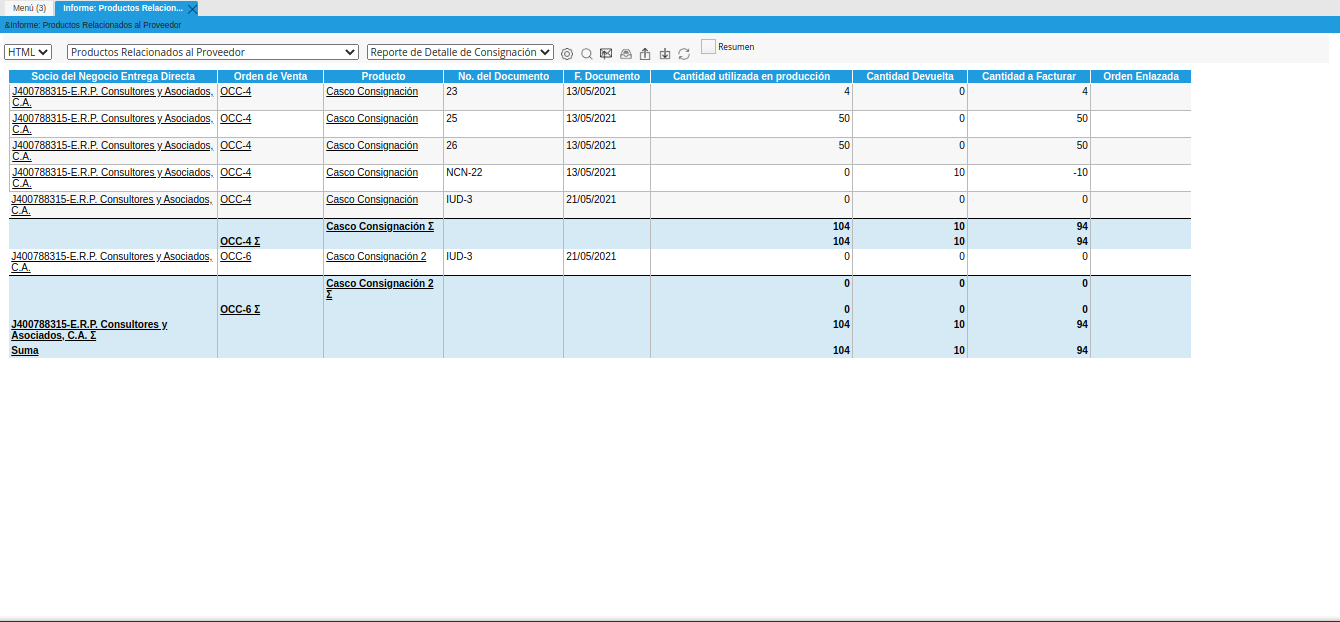 Menú (3) Informe: Productos Relacion...
&Informe: Productos Relacionados al Proveedor
HTML Productos Relacionados al Proveedor Reporte de Detalle de Consignación Resumen
Socio del Negocio Entrega Directa Orden de Venta Producto No. del Documento F. Documento Cantidad utilizada en producción Cantidad Devuelta Cantidad a Facturar Orden Enlazada
J400788315-E.R.P. Consultores y Asociados, OCC-4 Casco Consignación 23 13/05/2021 4 0 4
C.A.
J400788315-E.R.P. Consultores y Asociados, OCC-4 Casco Consignación 25 13/05/2021 50 0 50
C.A.
J400788315-E.R.P. Consultores y Asociados, OCC-4 Casco Consignación 26 13/05/2021 50 0 50
C.A.
J400788315-E.R.P. Consultores y Asociados, OCC-4 Casco Consignación NCN-22 13/05/2021 0 10 -10
C.A.
J400788315-E.R.P. Consultores y Asociados, OCC-4 Casco Consignación IUD-3 21/05/2021 0 0 0
C.A.
Casco Consignación Σ 104 10 94
OCC-4 Σ 104 10 94
J400788315-E.R.P. Consultores y Asociados, OCC-6 Casco Consignación 2 IUD-3 21/05/2021 0 0 0
C.A.
Casco Consignación 2 0 0 0
Σ
OCC-6 Σ 0 0 0
J400788315-E.R.P. Consultores y 104 10 94
Asociados, C.A. Σ
Suma 104 10 94